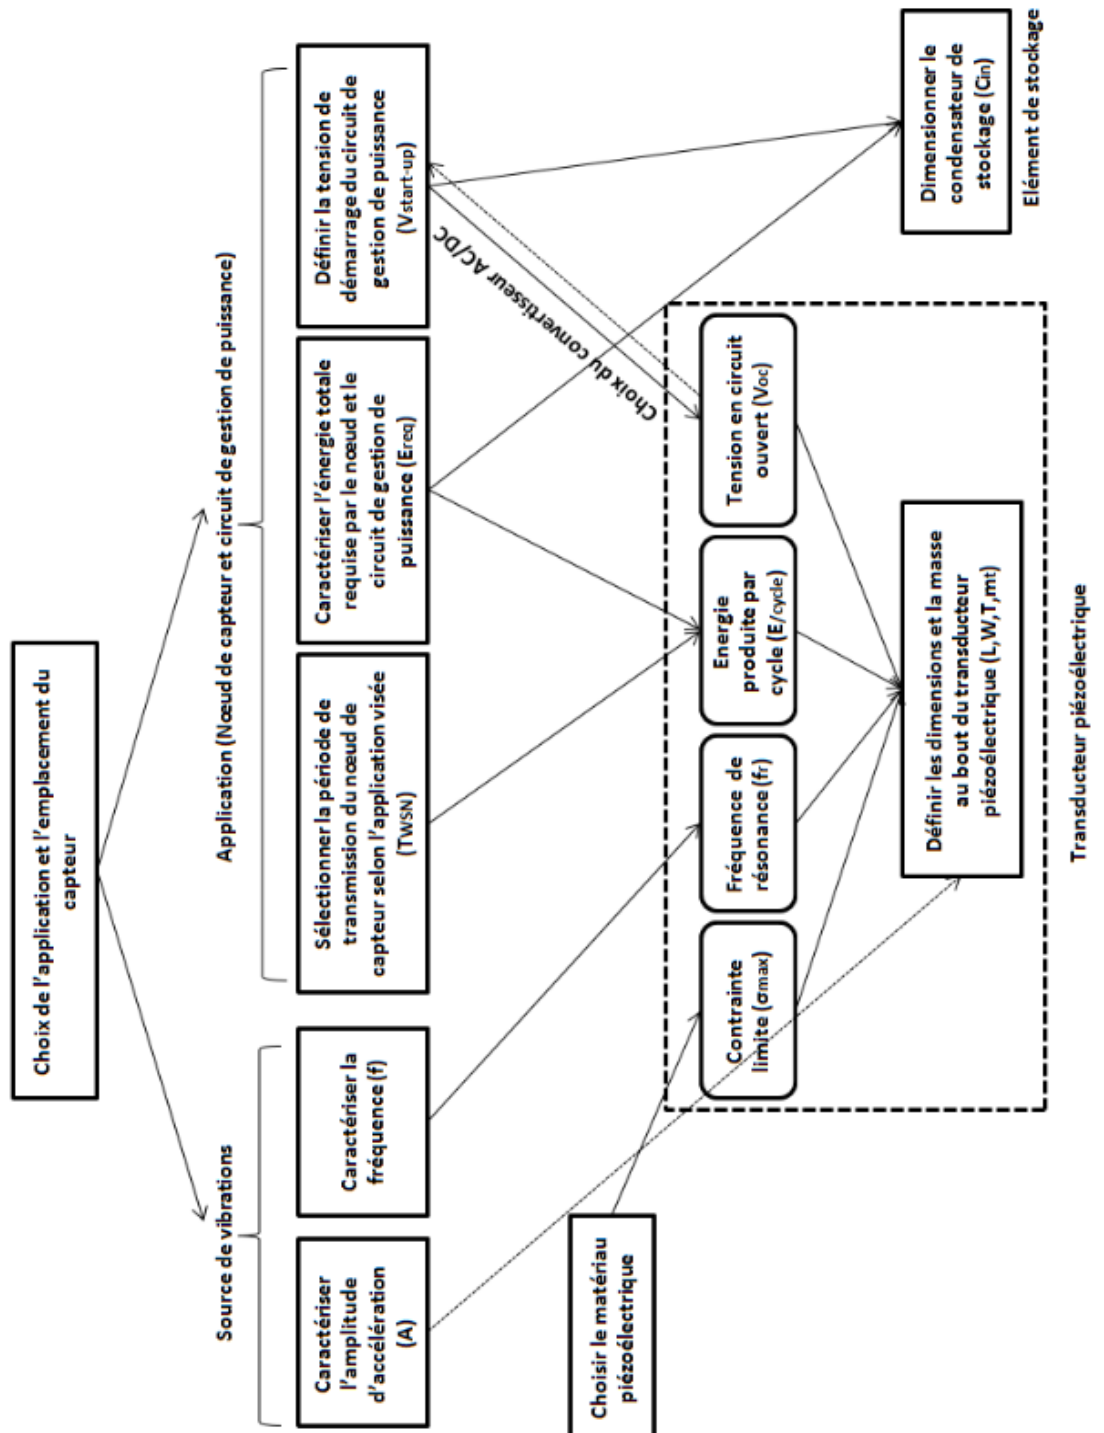 Choix de l'application et l'emplacement du
capteur
Source de vibrations
Application (Nœud de capteur et circuit de gestion de puissance)
Caractériser
l'amplitude
d'accélération
(A)
Caractériser la
fréquence (f)
Sélectionner la période de
transmission du nœud de
capteur selon l'application visée
(TWSN)
Caractériser l'énergie totale
requise par le nœud et le
circuit de gestion de
puissance (Ereq)
Définir la tension de
démarrage du circuit de
gestion de puissance
(Vstart-up)
Choix du convertisseur AC/DC
Choisir le matériau
piézoélectrique
Contrainte
limite (σmax)
Fréquence de
résonance (fr)
Energie
produite par
cycle (E/cycle)
Tension en circuit
ouvert (Voc)
Définir les dimensions et la masse
au bout du transducteur
piézoélectrique (L,W,T,mt)
Dimensionner le
condensateur de
stockage (Cin)
Elément de stockage
Transducteur piézoélectrique